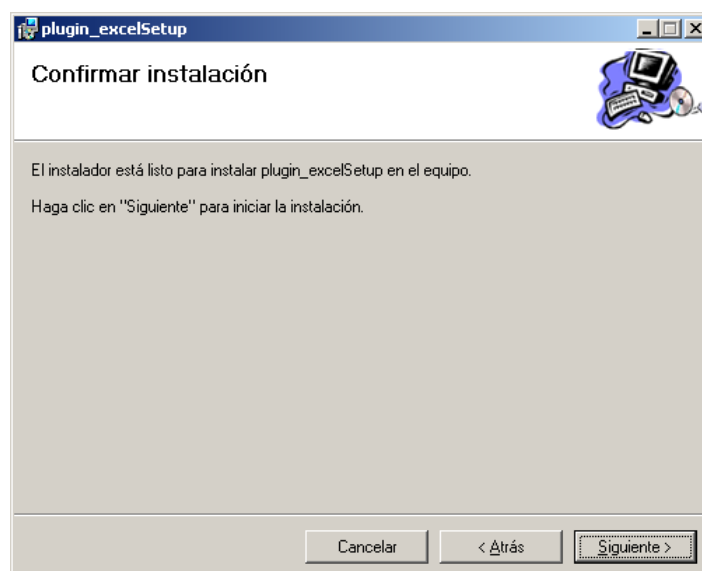 plugin_excelSetup
Confirmar instalación
El instalador está listo para instalar plugin_excelSetup en el equipo.
Haga clic en "Siguiente" para iniciar la instalación.
Cancelar
< Atrás
Siguiente >